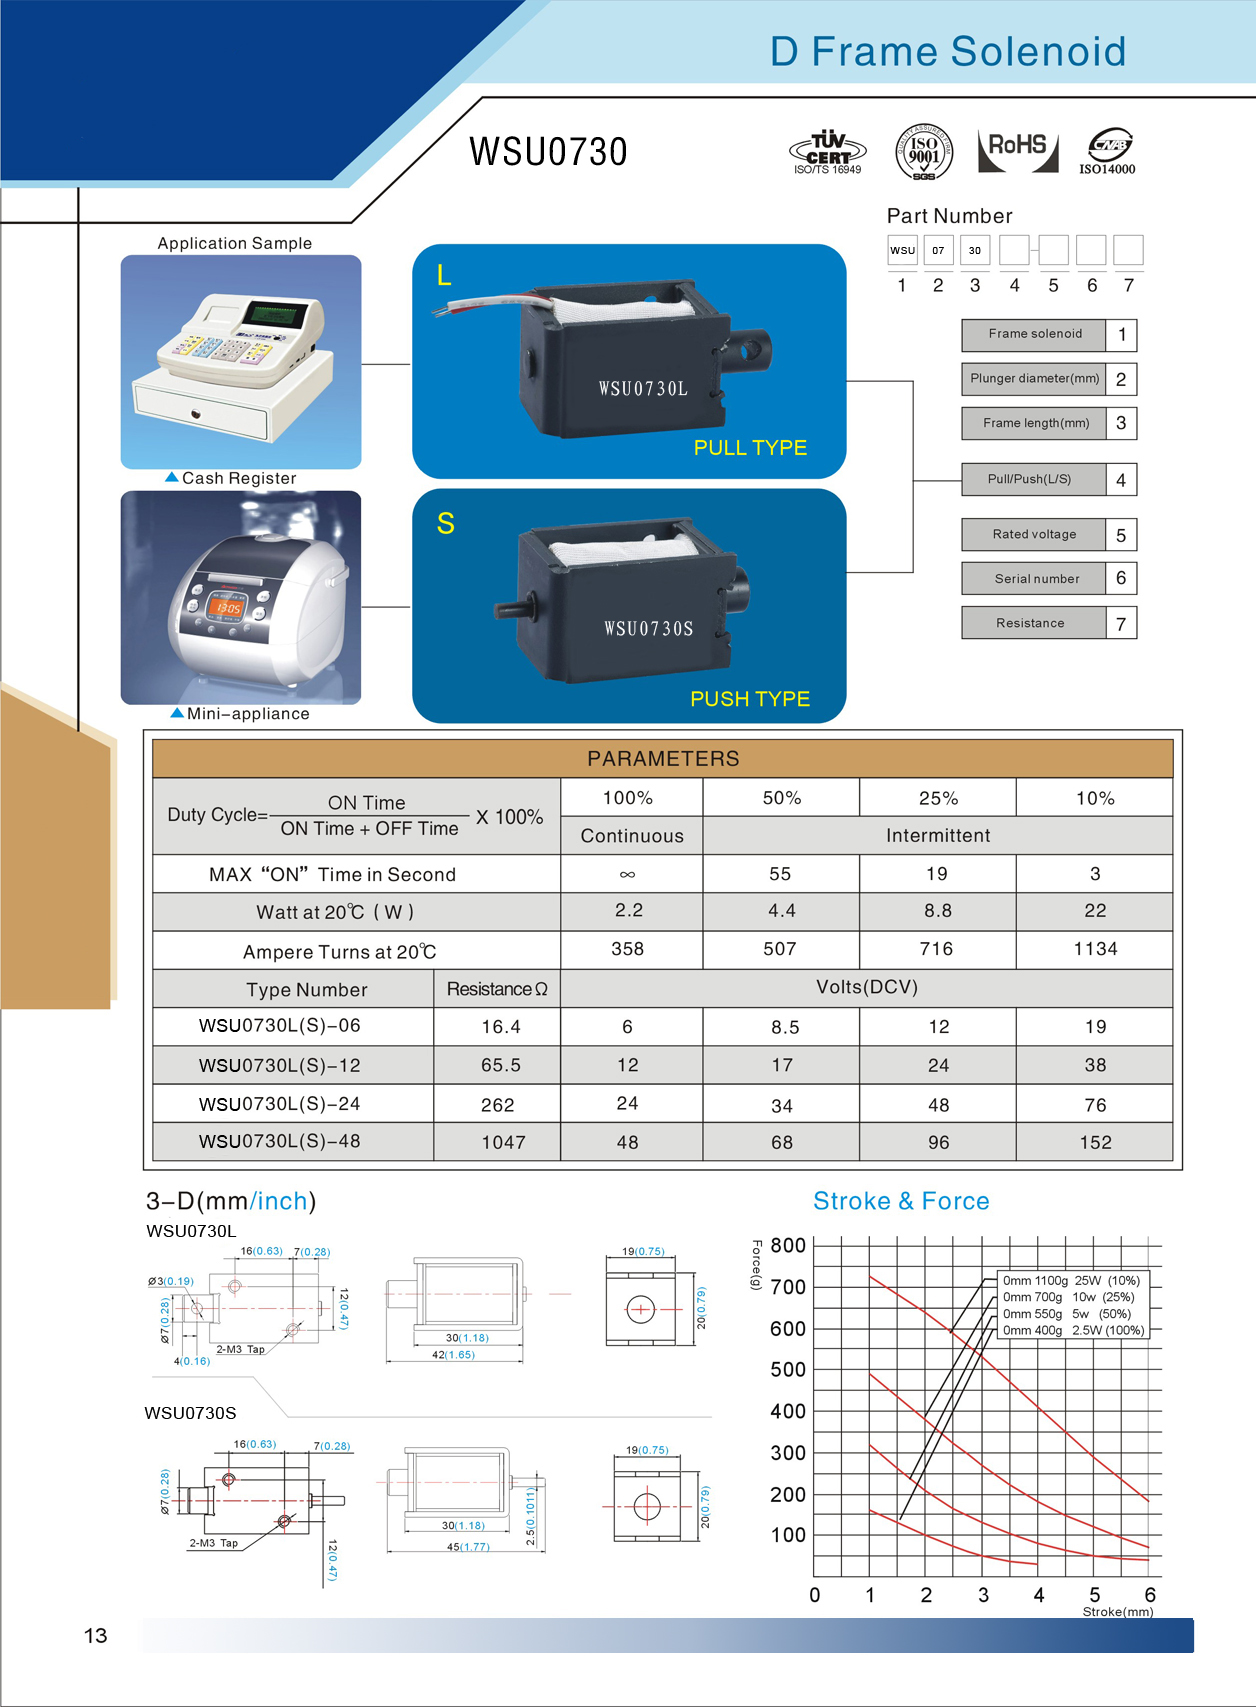 D Frame Solenoid
WSU0730
TÜV
CERT
ISO/TS 16949
QUALITY ASSURED FIRM
ISO
9001
SGS
RoHS
CNAB
ISO14000
Part Number
WSU 07 30 -
1 2 3 4 5 6 7
Frame solenoid 1
Plunger diameter(mm) 2
Frame length(mm) 3
Pull/Push(L/S) 4
Rated voltage 5
Serial number 6
Resistance 7
Application Sample
▲Cash Register
13:05
▲Mini-appliance
L
WSU0730L
PULL TYPE
S
WSU0730S
PUSH TYPE
PARAMETERS
Duty Cycle= ON Time
ON Time + OFF Time X 100%
100% 50% 25% 10%
Continuous Intermittent
MAX “ON” Time in Second ∞ 55 19 3
Watt at 20℃ ( W ) 2.2 4.4 8.8 22
Ampere Turns at 20℃ 358 507 716 1134
Type Number Resistance Ω Volts(DCV)
WSU0730L(S)-06 16.4 6 8.5 12 19
WSU0730L(S)-12 65.5 12 17 24 38
WSU0730L(S)-24 262 24 34 48 76
WSU0730L(S)-48 1047 48 68 96 152
3-D(mm/inch)
WSU0730L
16(0.63) 7(0.28)
Ø3(0.19)
Ø7(0.28)
12(0.47)
2-M3 Tap
4(0.16)
30(1.18)
42(1.65)
19(0.75)
20(0.79)
WSU0730S
16(0.63) 7(0.28)
Ø7(0.28)
2-M3 Tap
12(0.47)
30(1.18)
45(1.77)
2.5(0.1011)
19(0.75)
20(0.79)
Stroke & Force
Force(g)
800
700
600
500
400
300
200
100
0mm 1100g 25W (10%)
0mm 700g 10w (25%)
0mm 550g 5w (50%)
0mm 400g 2.5W (100%)
0 1 2 3 4 5 6
Stroke(mm)
13